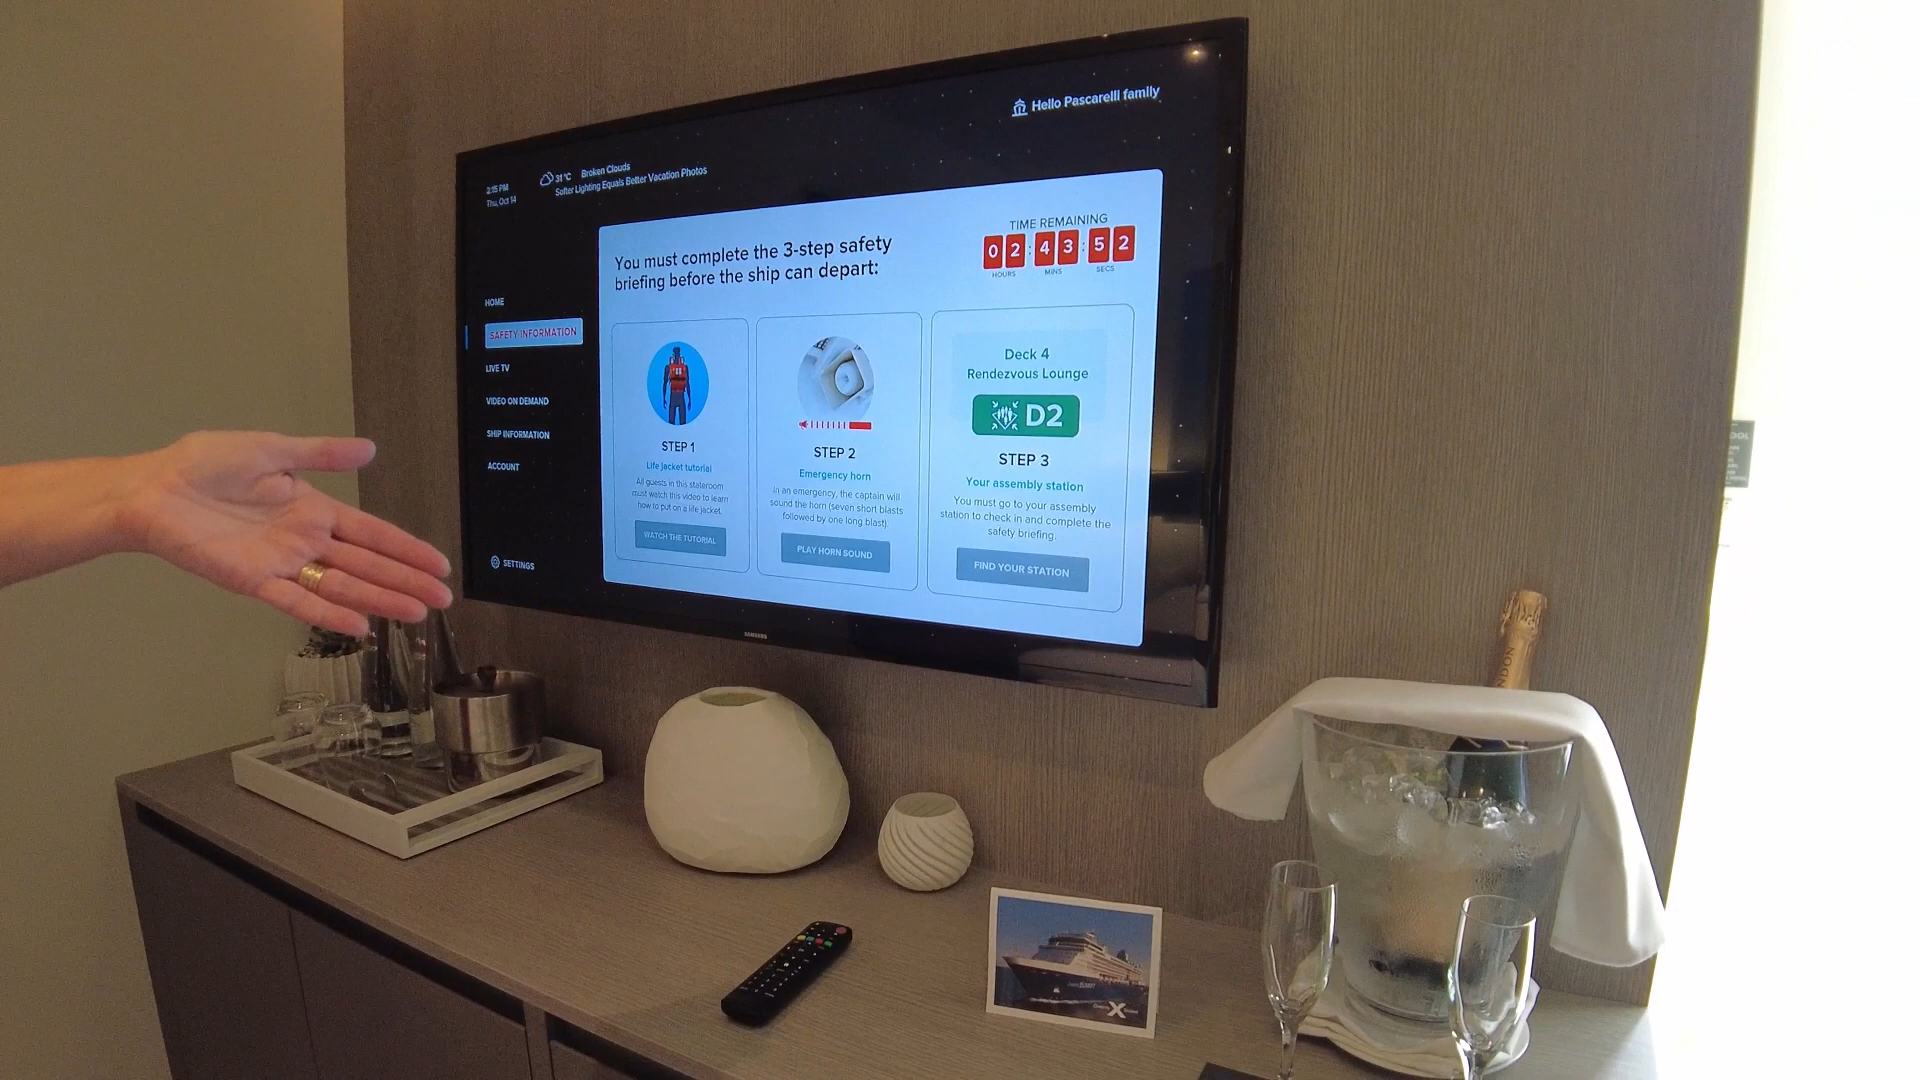 Hello Pascarelli family
2:15 PM
Thu, Oct 14
31°C Broken Clouds
Softer Lighting Equals Better Vacation Photos
HOME
SAFETY INFORMATION
LIVE TV
VIDEO ON DEMAND
SHIP INFORMATION
ACCOUNT
SETTINGS
You must complete the 3-step safety
briefing before the ship can depart:
TIME REMAINING
02:43:52
HOURS MINS SECS
STEP 1
Life jacket tutorial
All guests in this stateroom
must watch this video to learn
how to put on a life jacket.
WATCH THE TUTORIAL
STEP 2
Emergency horn
In an emergency, the captain will
sound the horn (seven short blasts
followed by one long blast).
PLAY HORN SOUND
Deck 4
Rendezvous Lounge
D2
STEP 3
Your assembly station
You must go to your assembly
station to check in and complete the
safety briefing.
FIND YOUR STATION
SAMSUNG
X